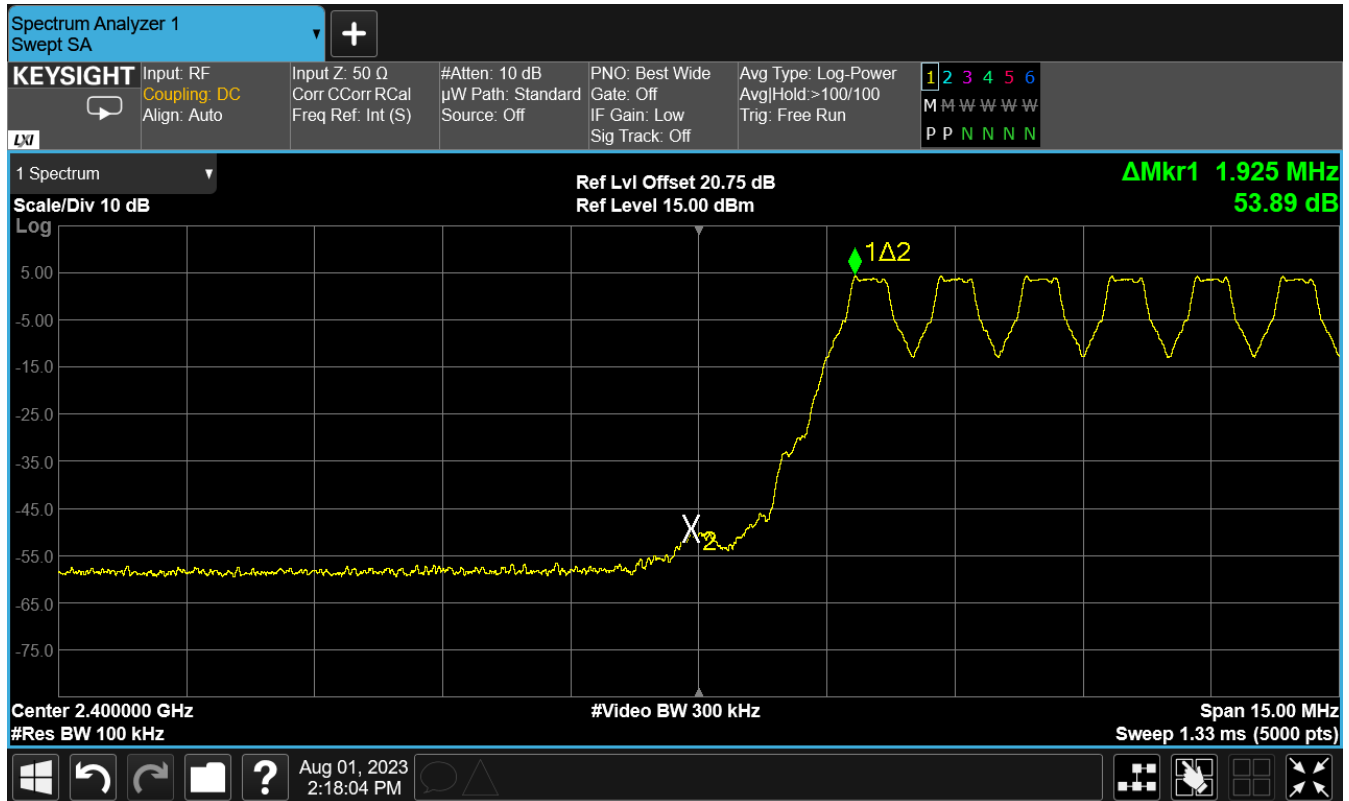 Spectrum Analyzer 1
Swept SA
KEYSIGHT
LXI
Input: RF
Coupling: DC
Align: Auto
Input Z: 50 Ω
Corr CCorr RCal
Freq Ref: Int (S)
#Atten: 10 dB
µW Path: Standard
Source: Off
PNO: Best Wide
Gate: Off
IF Gain: Low
Sig Track: Off
Avg Type: Log-Power
Avg|Hold:>100/100
Trig: Free Run
1 2 3 4 5 6
M M W W W W
P P N N N N
1 Spectrum
Scale/Div 10 dB
Log
Ref Lvl Offset 20.75 dB
Ref Level 15.00 dBm
ΔMkr1 1.925 MHz
53.89 dB
1Δ2
5.00
-5.00
-15.0
-25.0
-35.0
-45.0
X
2
-55.0
-65.0
-75.0
Center 2.400000 GHz
#Res BW 100 kHz
#Video BW 300 kHz
Span 15.00 MHz
Sweep 1.33 ms (5000 pts)
?
Aug 01, 2023
2:18:04 PM